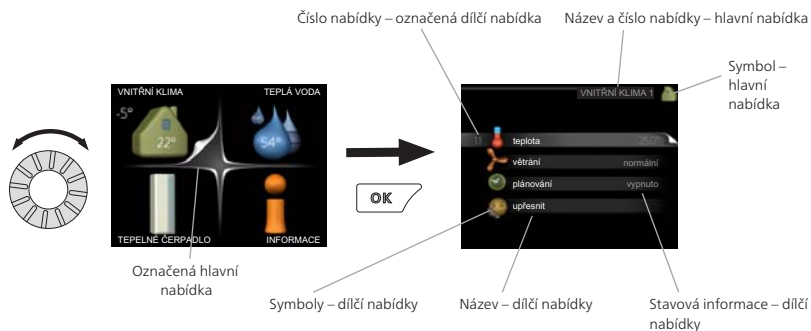 Číslo nabídky – označená dílčí nabídka
Název a číslo nabídky – hlavní nabídka
Symbol –
hlavní
nabídka
VNITŘNÍ KLIMA
TEPLÁ VODA
-5°
22°
54°
TEPELNÉ ČERPADLO
INFORMACE
OK
VNITŘNÍ KLIMA 1
teplota
větrání
normální
plánování
vypnuto
upřesnit
Označená hlavní
nabídka
Symboly – dílčí nabídky
Název – dílčí nabídky
Stavová informace – dílčí
nabídky